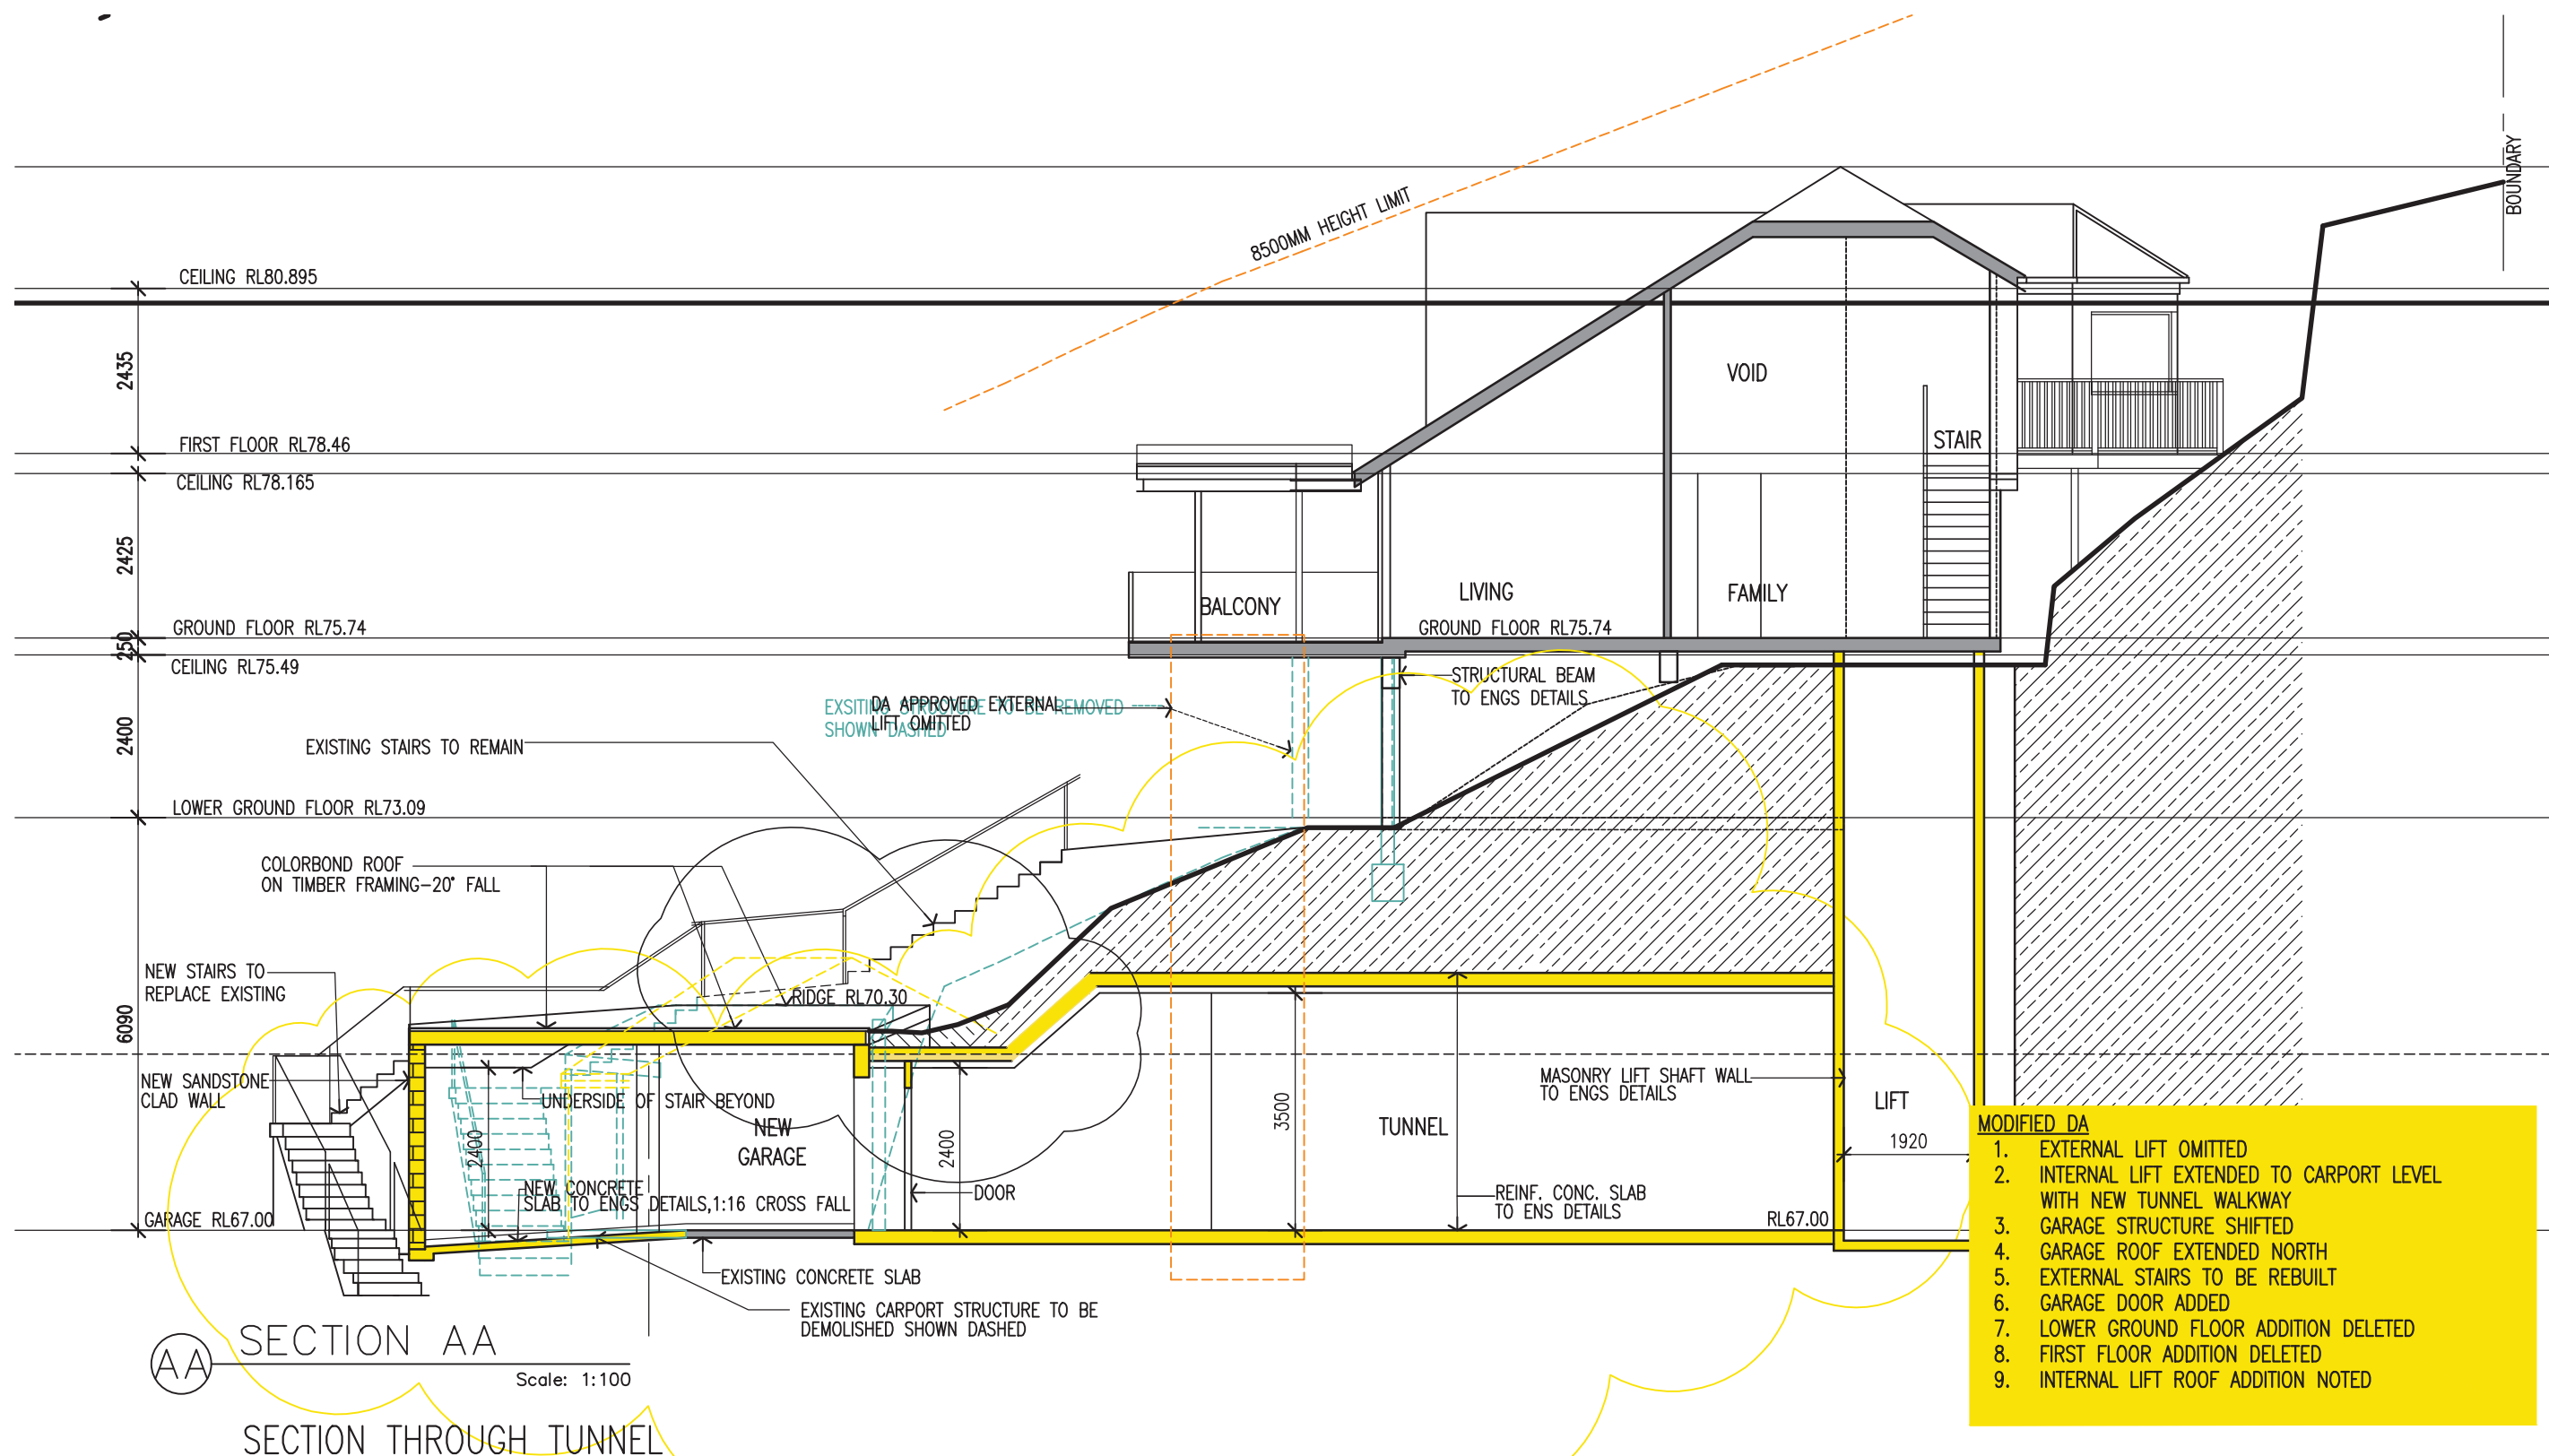 BOUNDARY
8500MM HEIGHT LIMIT
CEILING RL80.895
2435
VOID
FIRST FLOOR RL78.46
STAIR
CEILING RL78.165
2425
BALCONY
LIVING
FAMILY
GROUND FLOOR RL75.74
GROUND FLOOR RL75.74
250
CEILING RL75.49
STRUCTURAL BEAM
TO ENGS DETAILS
EXSITING STRUCTURE TO BE REMOVED
SHOWN DASHED
DA APPROVED EXTERNAL
LIFT OMITTED
2400
EXISTING STAIRS TO REMAIN
LOWER GROUND FLOOR RL73.09
COLORBOND ROOF
ON TIMBER FRAMING-20° FALL
NEW STAIRS TO
REPLACE EXISTING
RIDGE RL70.30
6090
NEW SANDSTONE
CLAD WALL
UNDERSIDE OF STAIR BEYOND
2400
NEW
GARAGE
2400
3500
TUNNEL
MASONRY LIFT SHAFT WALL
TO ENGS DETAILS
LIFT
1920
NEW CONCRETE
SLAB TO ENGS DETAILS,1:16 CROSS FALL
DOOR
REINF. CONC. SLAB
TO ENS DETAILS
RL67.00
GARAGE RL67.00
EXISTING CONCRETE SLAB
EXISTING CARPORT STRUCTURE TO BE
DEMOLISHED SHOWN DASHED
MODIFIED DA
1. EXTERNAL LIFT OMITTED
2. INTERNAL LIFT EXTENDED TO CARPORT LEVEL
WITH NEW TUNNEL WALKWAY
3. GARAGE STRUCTURE SHIFTED
4. GARAGE ROOF EXTENDED NORTH
5. EXTERNAL STAIRS TO BE REBUILT
6. GARAGE DOOR ADDED
7. LOWER GROUND FLOOR ADDITION DELETED
8. FIRST FLOOR ADDITION DELETED
9. INTERNAL LIFT ROOF ADDITION NOTED
AA
SECTION AA
Scale: 1:100
SECTION THROUGH TUNNEL